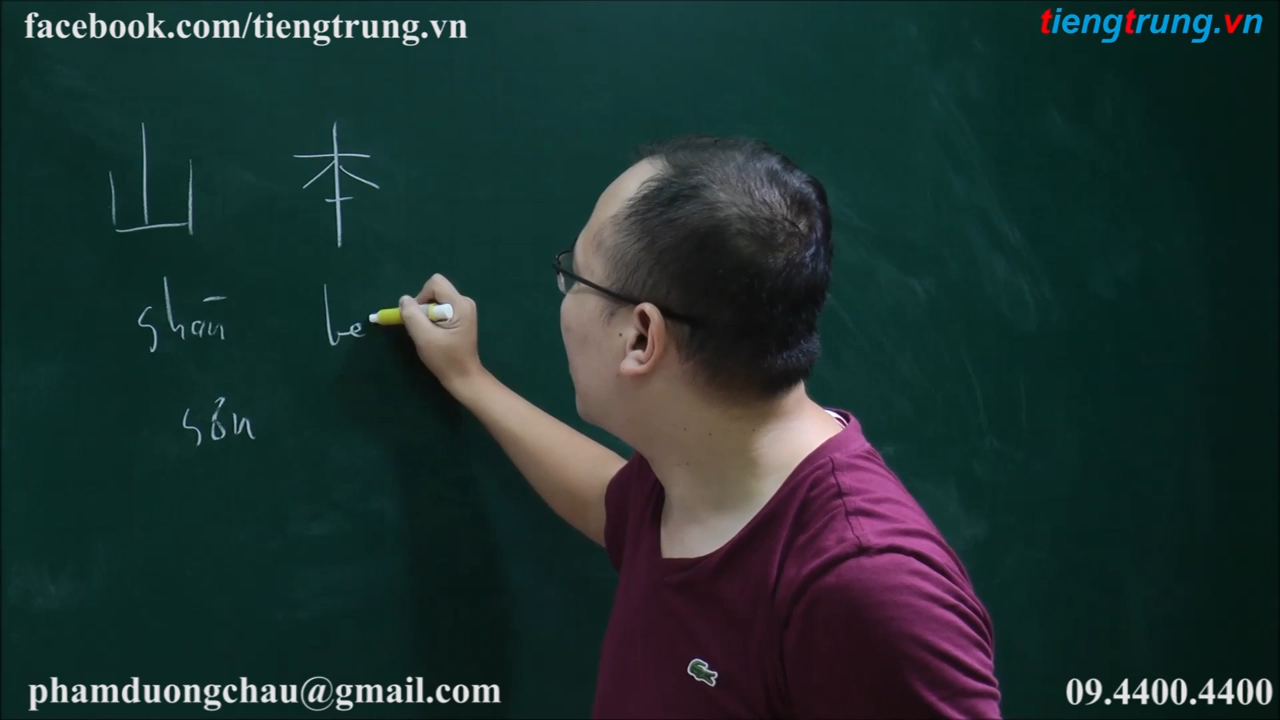 facebook.com/tiengtrung.vn
tiengtrung.vn
山 本
shān be
sơn
phamduongchau@gmail.com
09.4400.4400